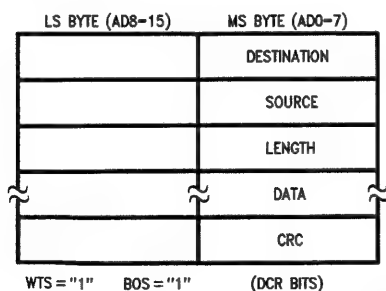 LS BYTE (AD8-15) MS BYTE (AD0-7)
DESTINATION
SOURCE
LENGTH
DATA
CRC
WTS = "1" BOS = "1" (DCR BITS)